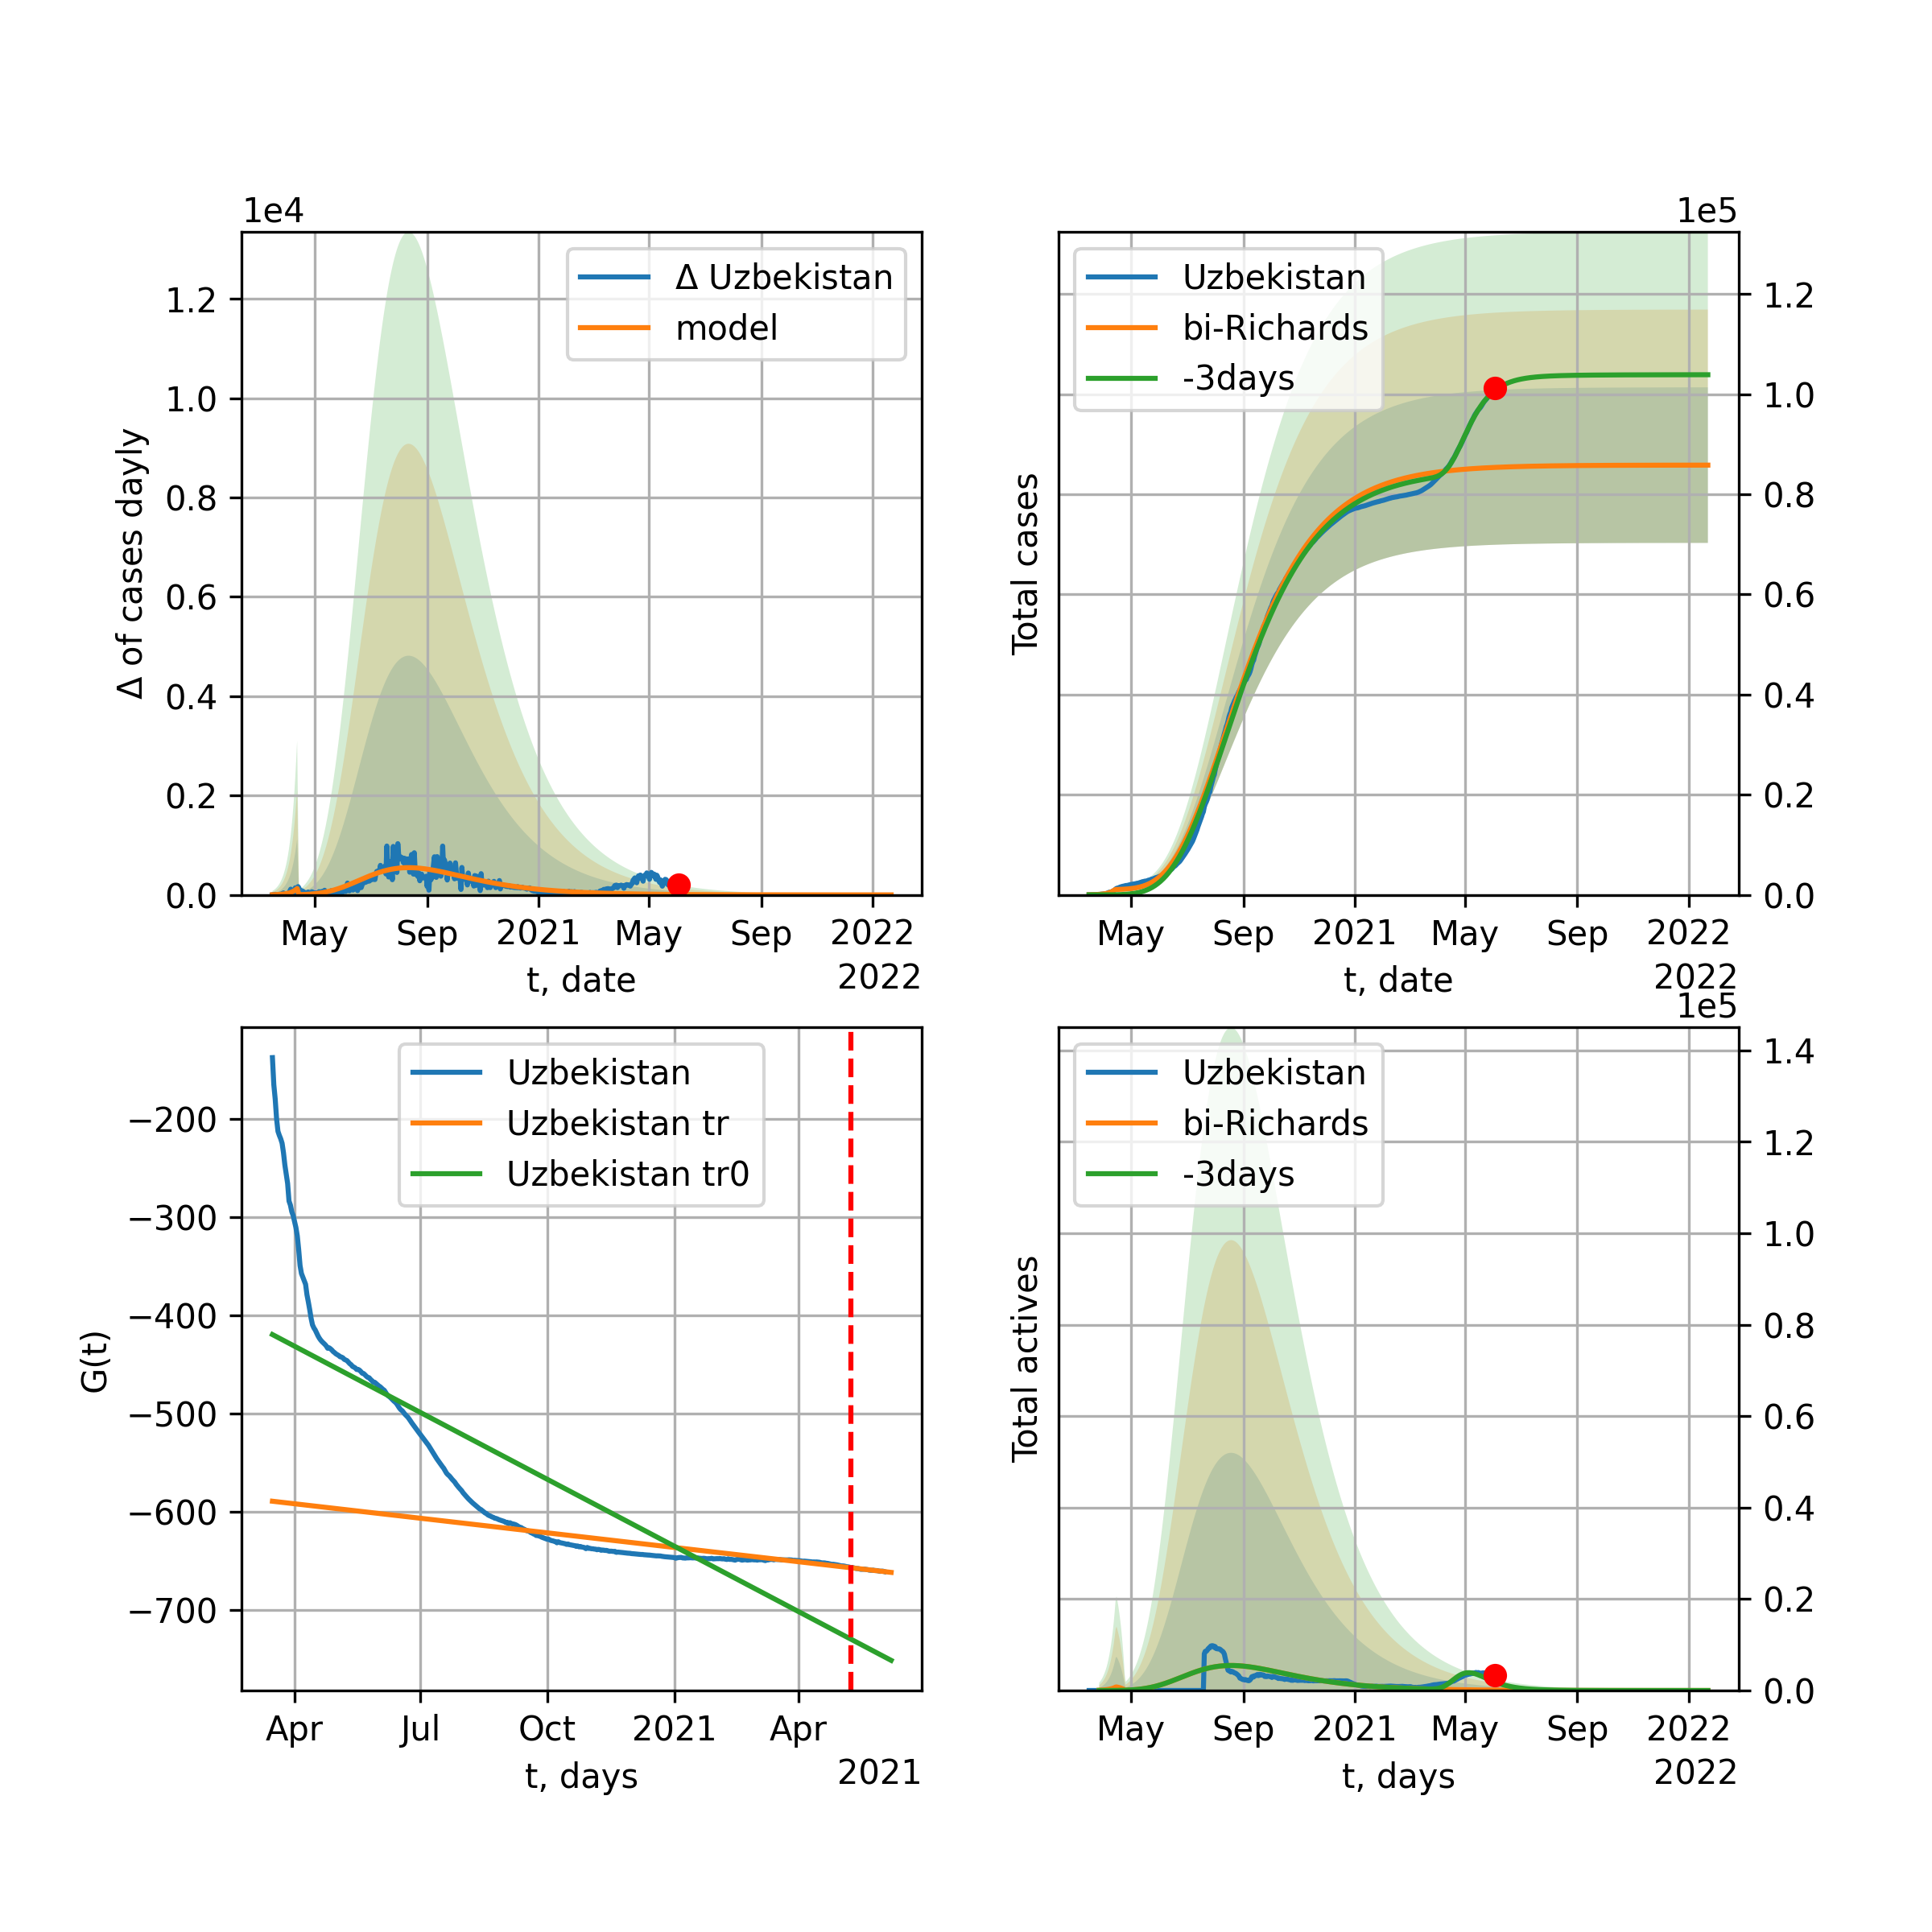 1e4
Δ of cases dayly
1.2
1.0
0.8
0.6
0.4
0.2
0.0
Δ Uzbekistan
model
May Sep 2021 May Sep 2022
t, date
2022
1e5
Total cases
Uzbekistan
bi-Richards
-3days
1.2
1.0
0.8
0.6
0.4
0.2
0.0
May Sep 2021 May Sep 2022
t, date
2022
G(t)
−200
−300
−400
−500
−600
−700
Uzbekistan
Uzbekistan tr
Uzbekistan tr0
Apr Jul Oct 2021 Apr
t, days
2021
1e5
Total actives
Uzbekistan
bi-Richards
-3days
1.4
1.2
1.0
0.8
0.6
0.4
0.2
0.0
May Sep 2021 May Sep 2022
t, days
2022